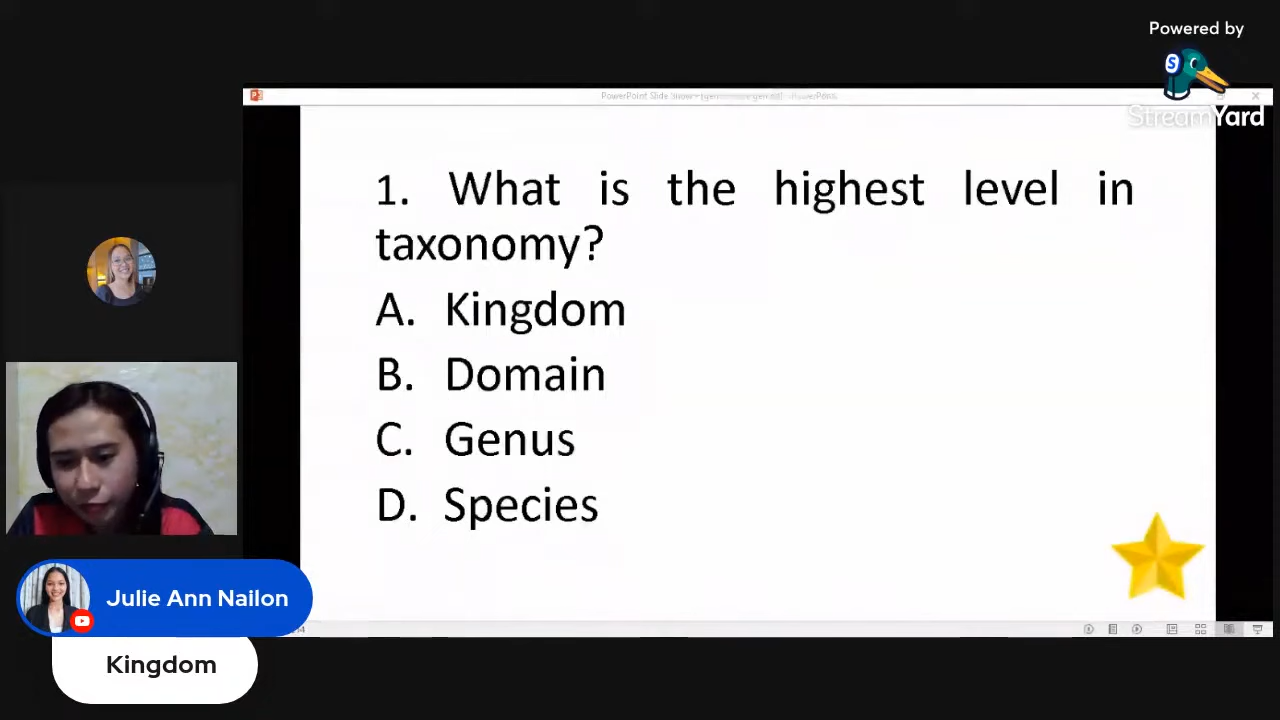 Powered by
StreamYard
1. What is the highest level in
taxonomy?
A. Kingdom
B. Domain
C. Genus
D. Species
Julie Ann Nailon
Kingdom